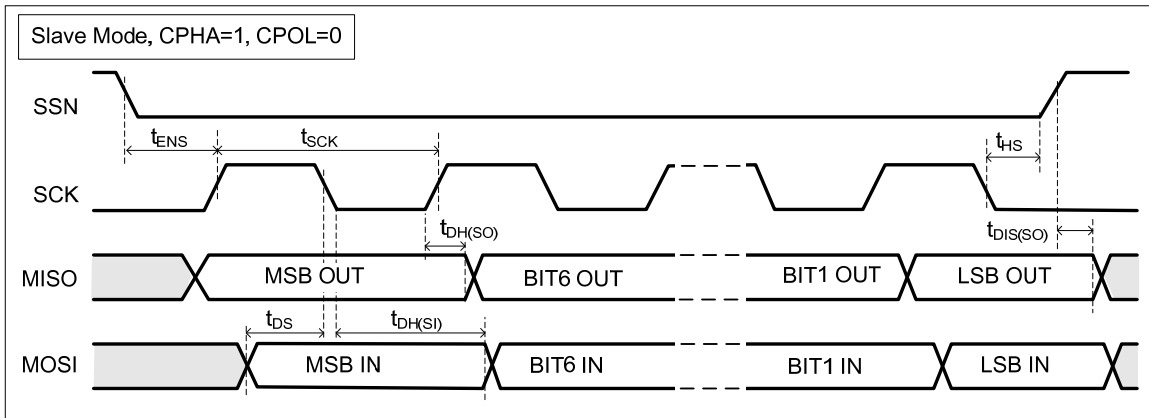 Slave Mode, CPHA=1, CPOL=0
SSN
tENS
tSCK
tHS
SCK
tDH(SO)
tDIS(SO)
MISO
MSB OUT
BIT6 OUT
BIT1 OUT
LSB OUT
tDS
tDH(SI)
MOSI
MSB IN
BIT6 IN
BIT1 IN
LSB IN